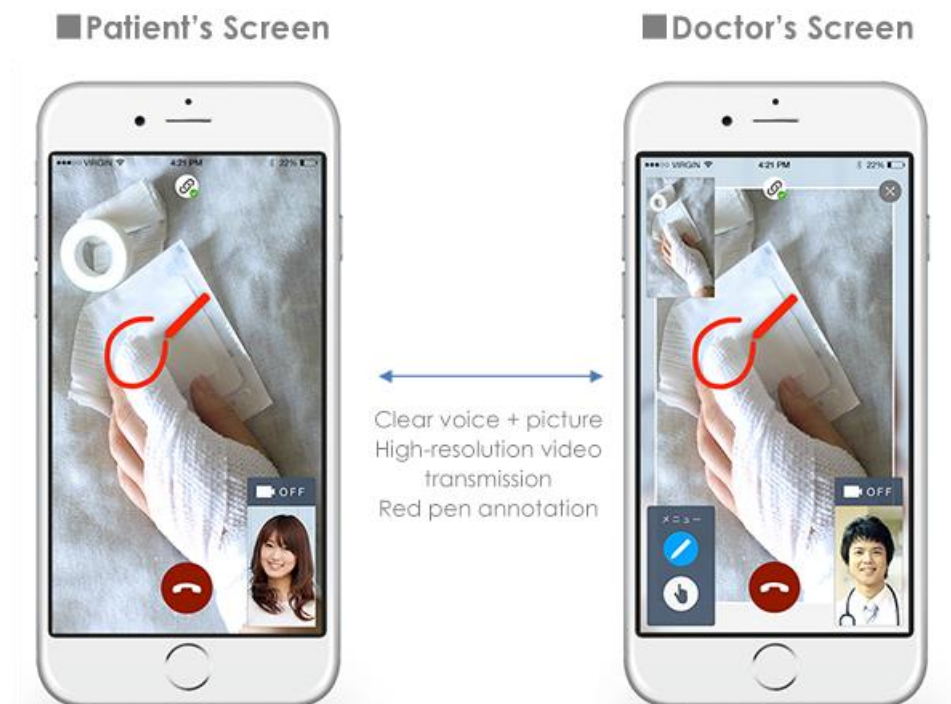 ■Patient's Screen
■Doctor's Screen
VIRGIN
4:21 PM
22%
VIRGIN
4:21 PM
22%
Clear voice + picture
High-resolution video
transmission
Red pen annotation
OFF
OFF
メニュー